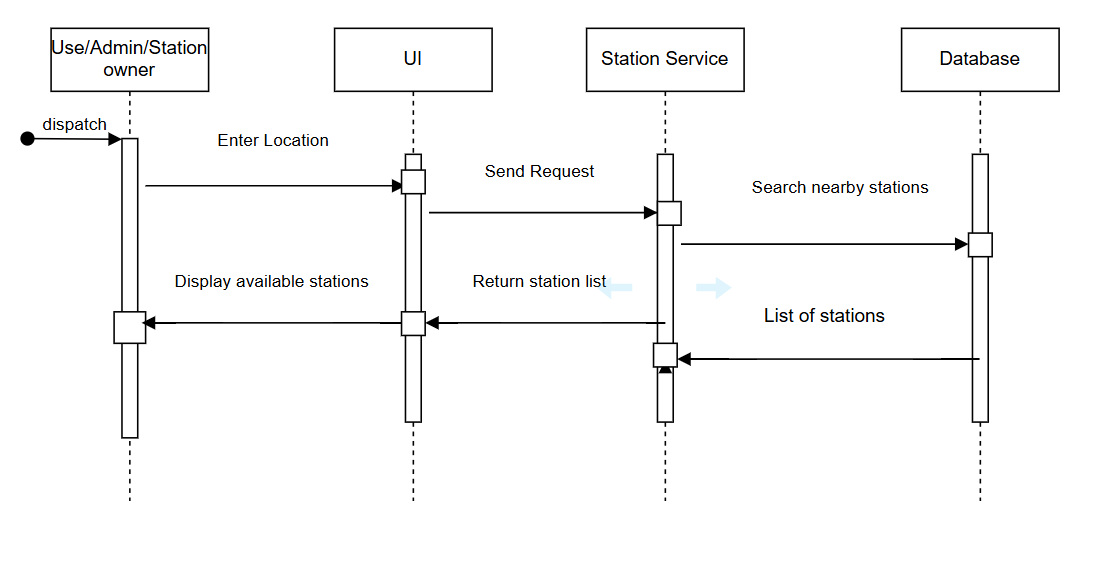 Use/Admin/Station
owner
UI
Station Service
Database
dispatch
Enter Location
Send Request
Search nearby stations
Display available stations
Return station list
List of stations